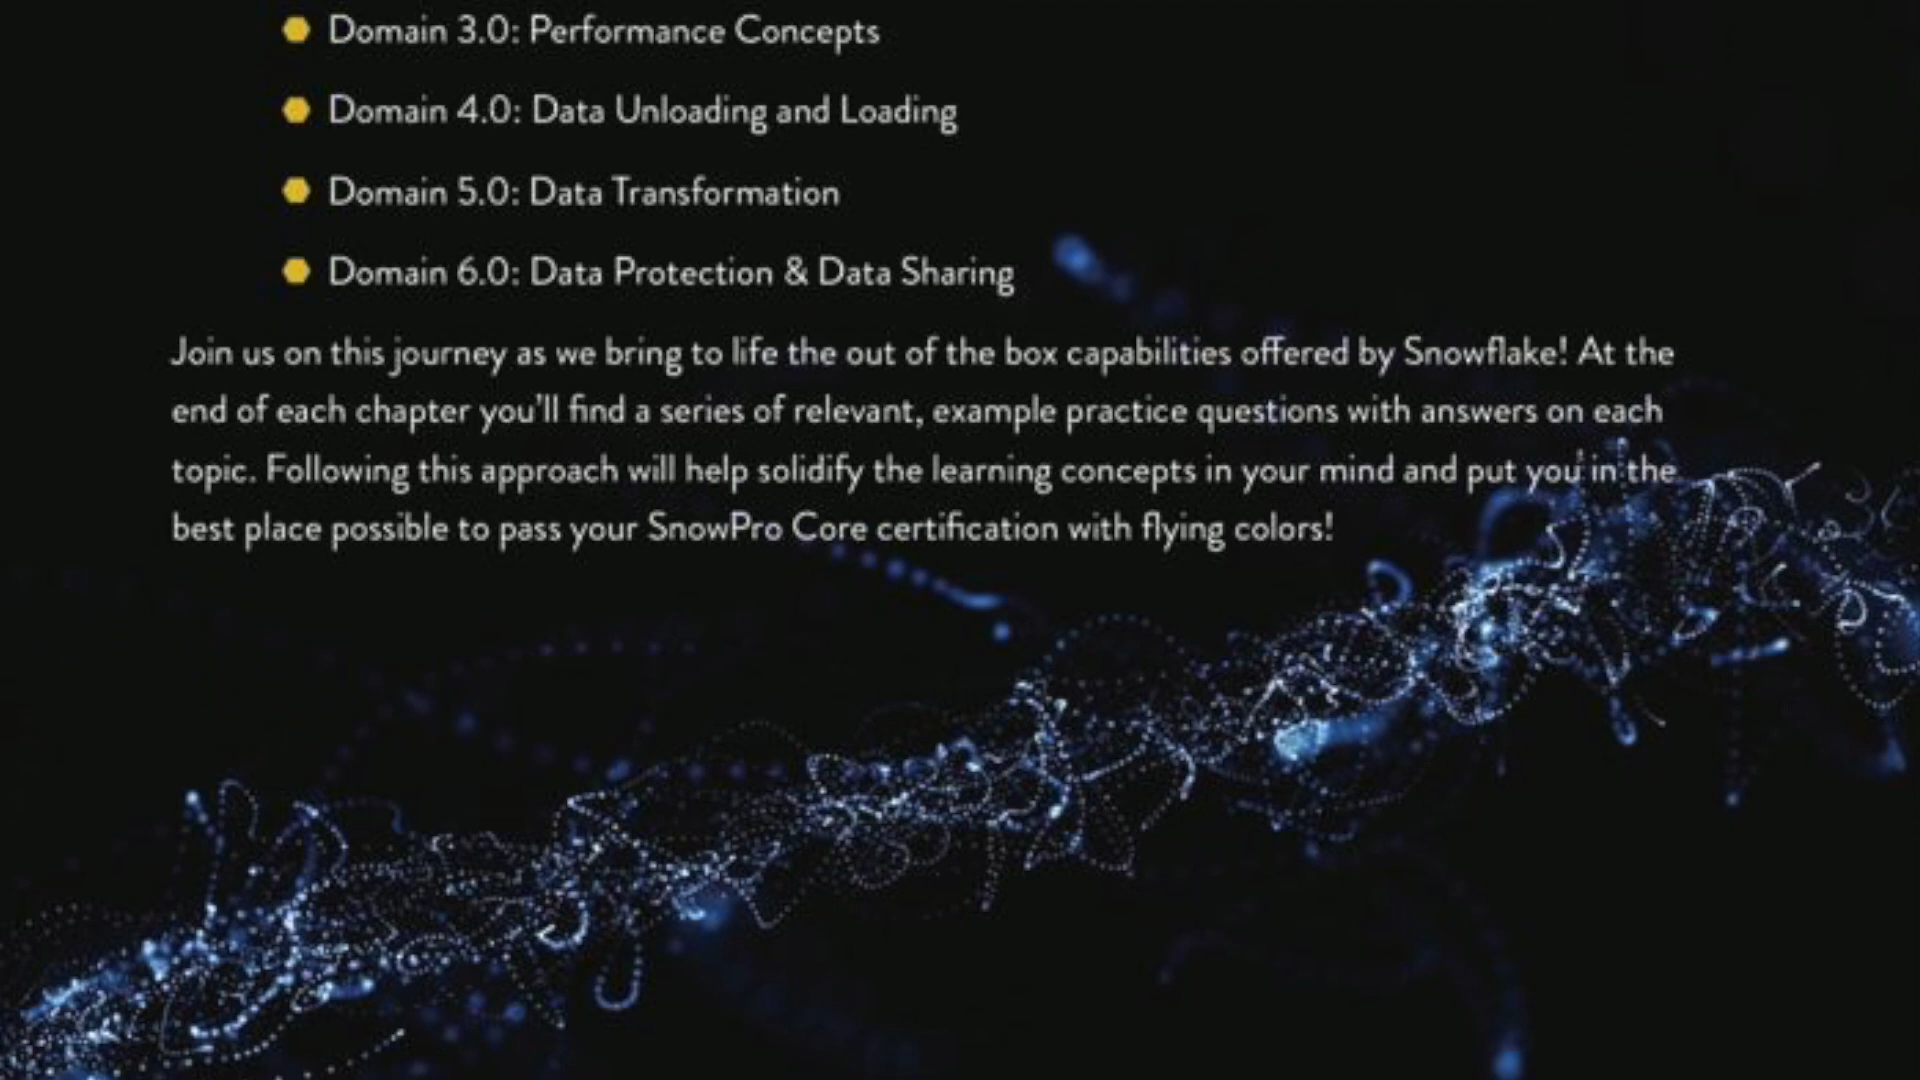 Domain 3.0: Performance Concepts
Domain 4.0: Data Unloading and Loading
Domain 5.0: Data Transformation
Domain 6.0: Data Protection & Data Sharing
Join us on this journey as we bring to life the out of the box capabilities offered by Snowflake! At the
end of each chapter you'll find a series of relevant, example practice questions with answers on each
topic. Following this approach will help solidify the learning concepts in your mind and put you in the
best place possible to pass your SnowPro Core certification with flying colors!